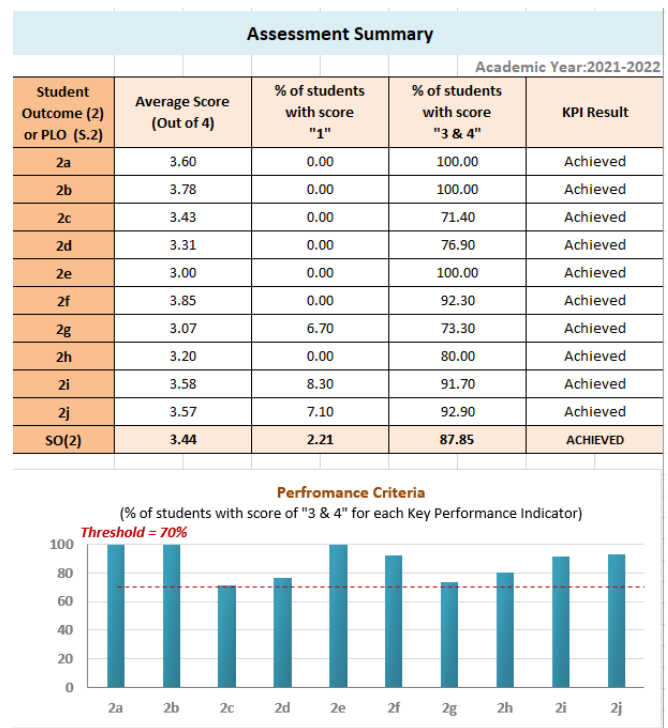 Assessment Summary
Academic Year:2021-2022
Student Outcome (2) or PLO (S.2) Average Score (Out of 4) % of students with score "1" % of students with score "3 & 4" KPI Result
2a 3.60 0.00 100.00 Achieved
2b 3.78 0.00 100.00 Achieved
2c 3.43 0.00 71.40 Achieved
2d 3.31 0.00 76.90 Achieved
2e 3.00 0.00 100.00 Achieved
2f 3.85 0.00 92.30 Achieved
2g 3.07 6.70 73.30 Achieved
2h 3.20 0.00 80.00 Achieved
2i 3.58 8.30 91.70 Achieved
2j 3.57 7.10 92.90 Achieved
SO(2) 3.44 2.21 87.85 ACHIEVED
Perfromance Criteria
(% of students with score of "3 & 4" for each Key Performance Indicator)
Threshold = 70%
100
80
60
40
20
0
2a 2b 2c 2d 2e 2f 2g 2h 2i 2j